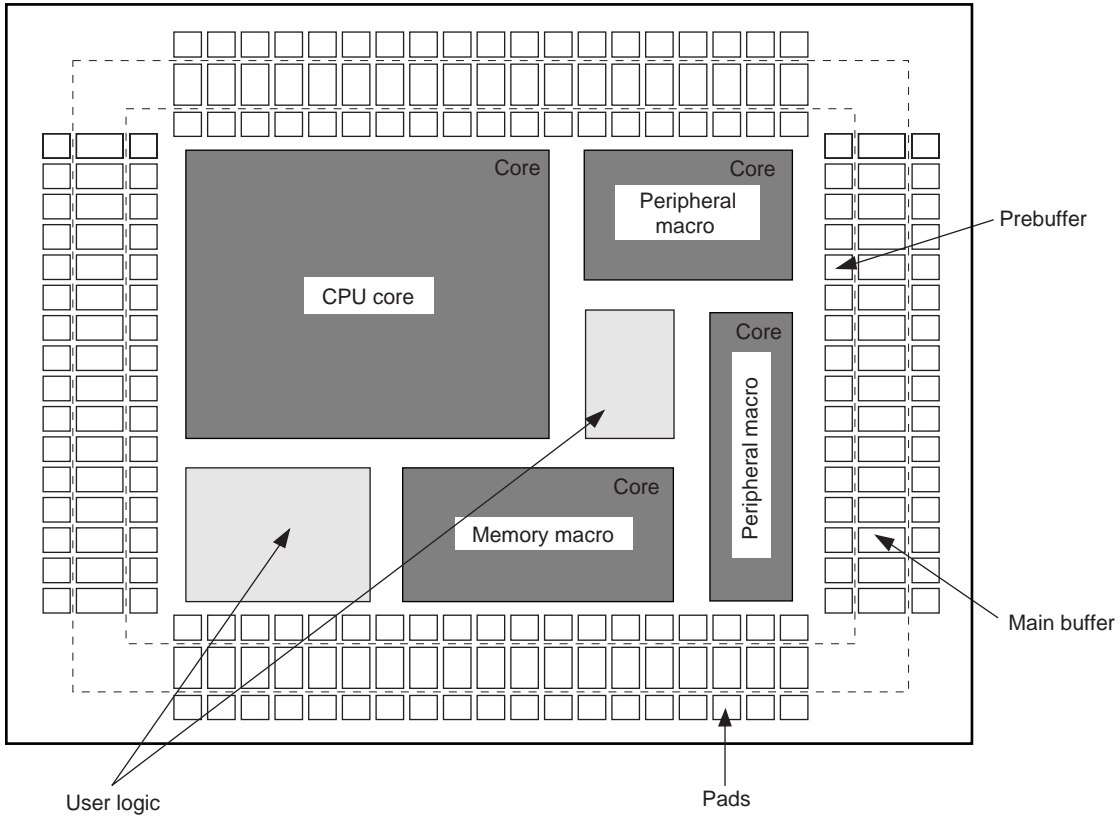 Core
Core
Peripheral
macro
Prebuffer
CPU core
Core
Peripheral macro
Core
Memory macro
Main buffer
User logic
Pads